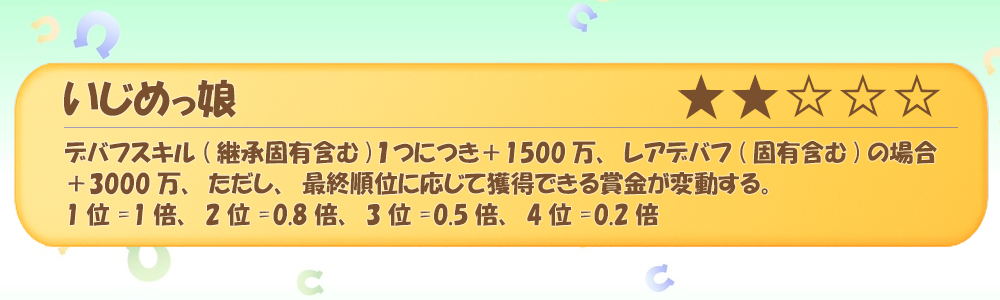 いじめっ娘 ★★☆☆☆
デバフスキル(継承固有含む)1つにつき＋1500万、レアデバフ(固有含む)の場合
＋3000万、ただし、最終順位に応じて獲得できる賞金が変動する。
1位=1倍、2位=0.8倍、3位=0.5倍、4位=0.2倍